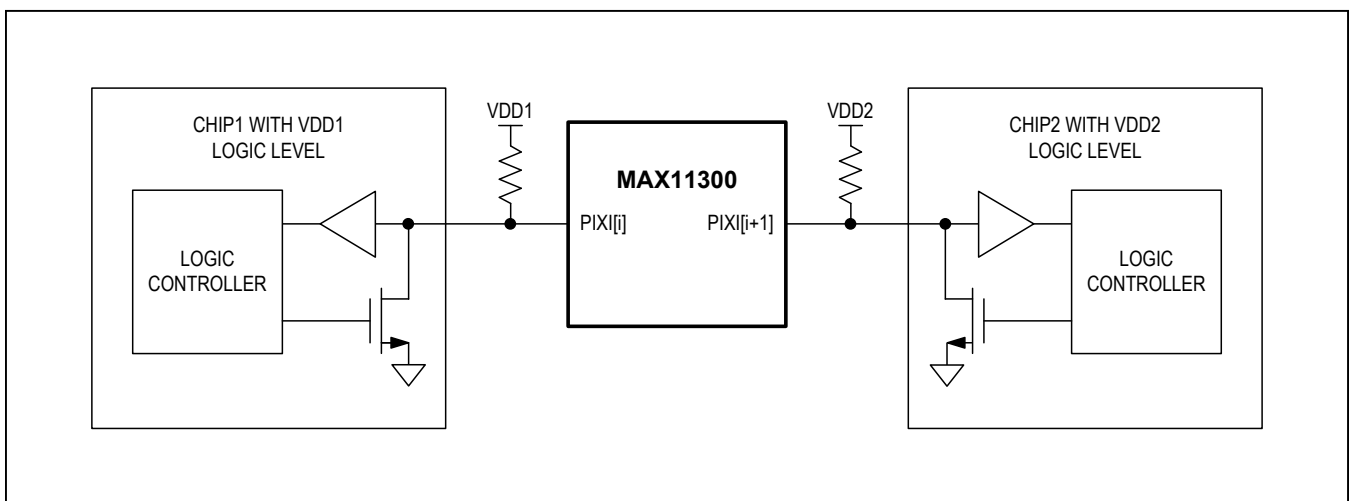 CHIP1 WITH VDD1
LOGIC LEVEL
LOGIC
CONTROLLER
VDD1
MAX11300
PIXI[i]
PIXI[i+1]
VDD2
CHIP2 WITH VDD2
LOGIC LEVEL
LOGIC
CONTROLLER